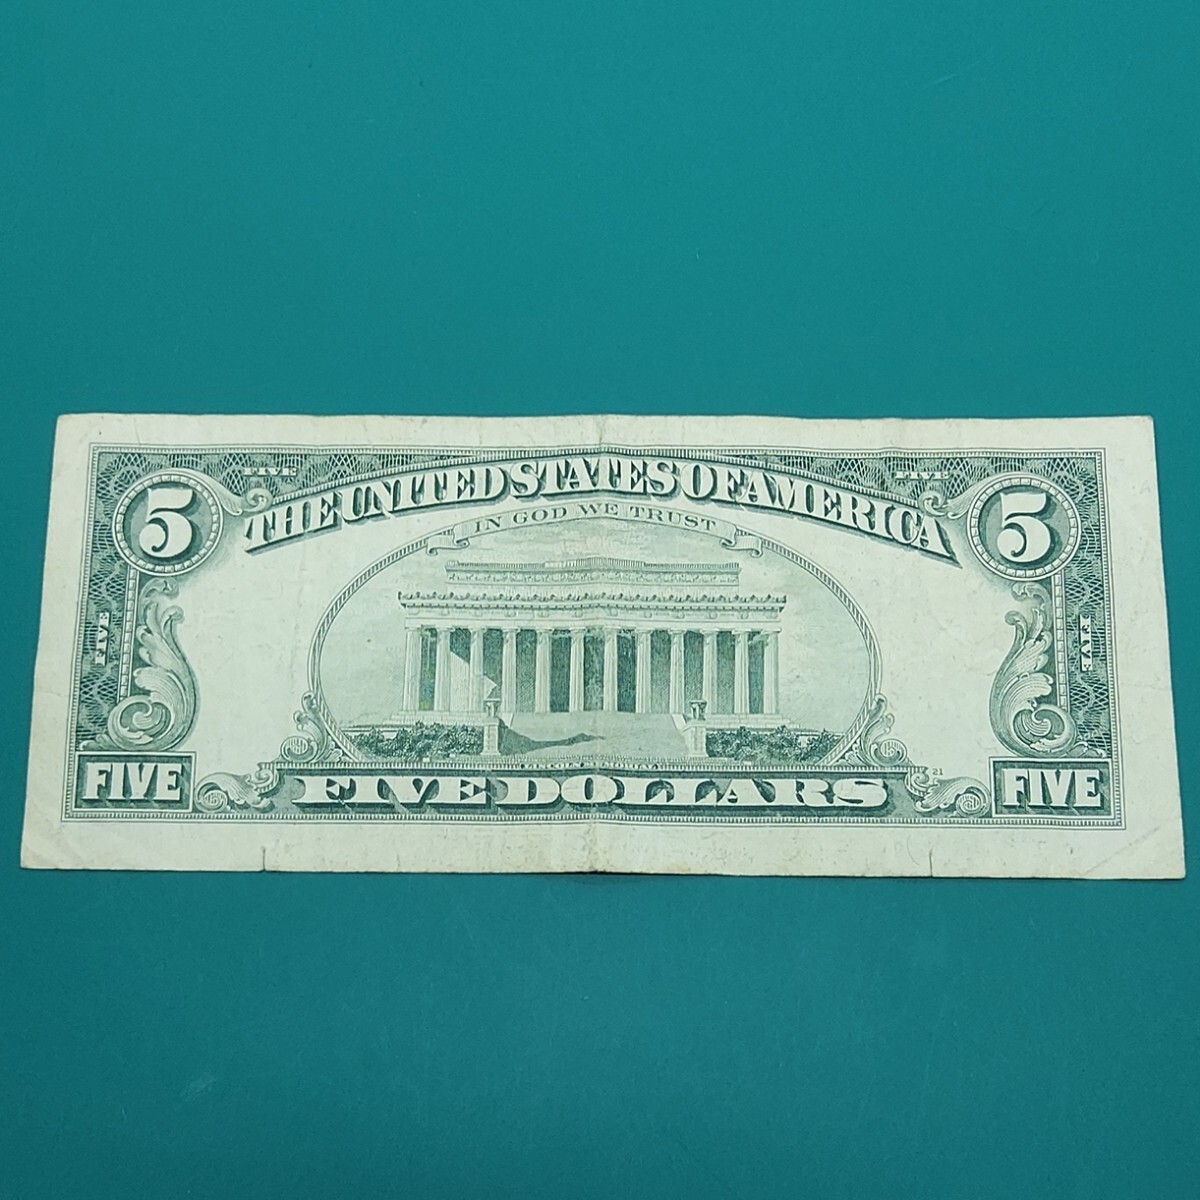 FIVE FIVE
5 THE UNITED STATES OF AMERICA 5
IN GOD WE TRUST
FIVE FIVE
21
FIVE FIVE DOLLARS FIVE